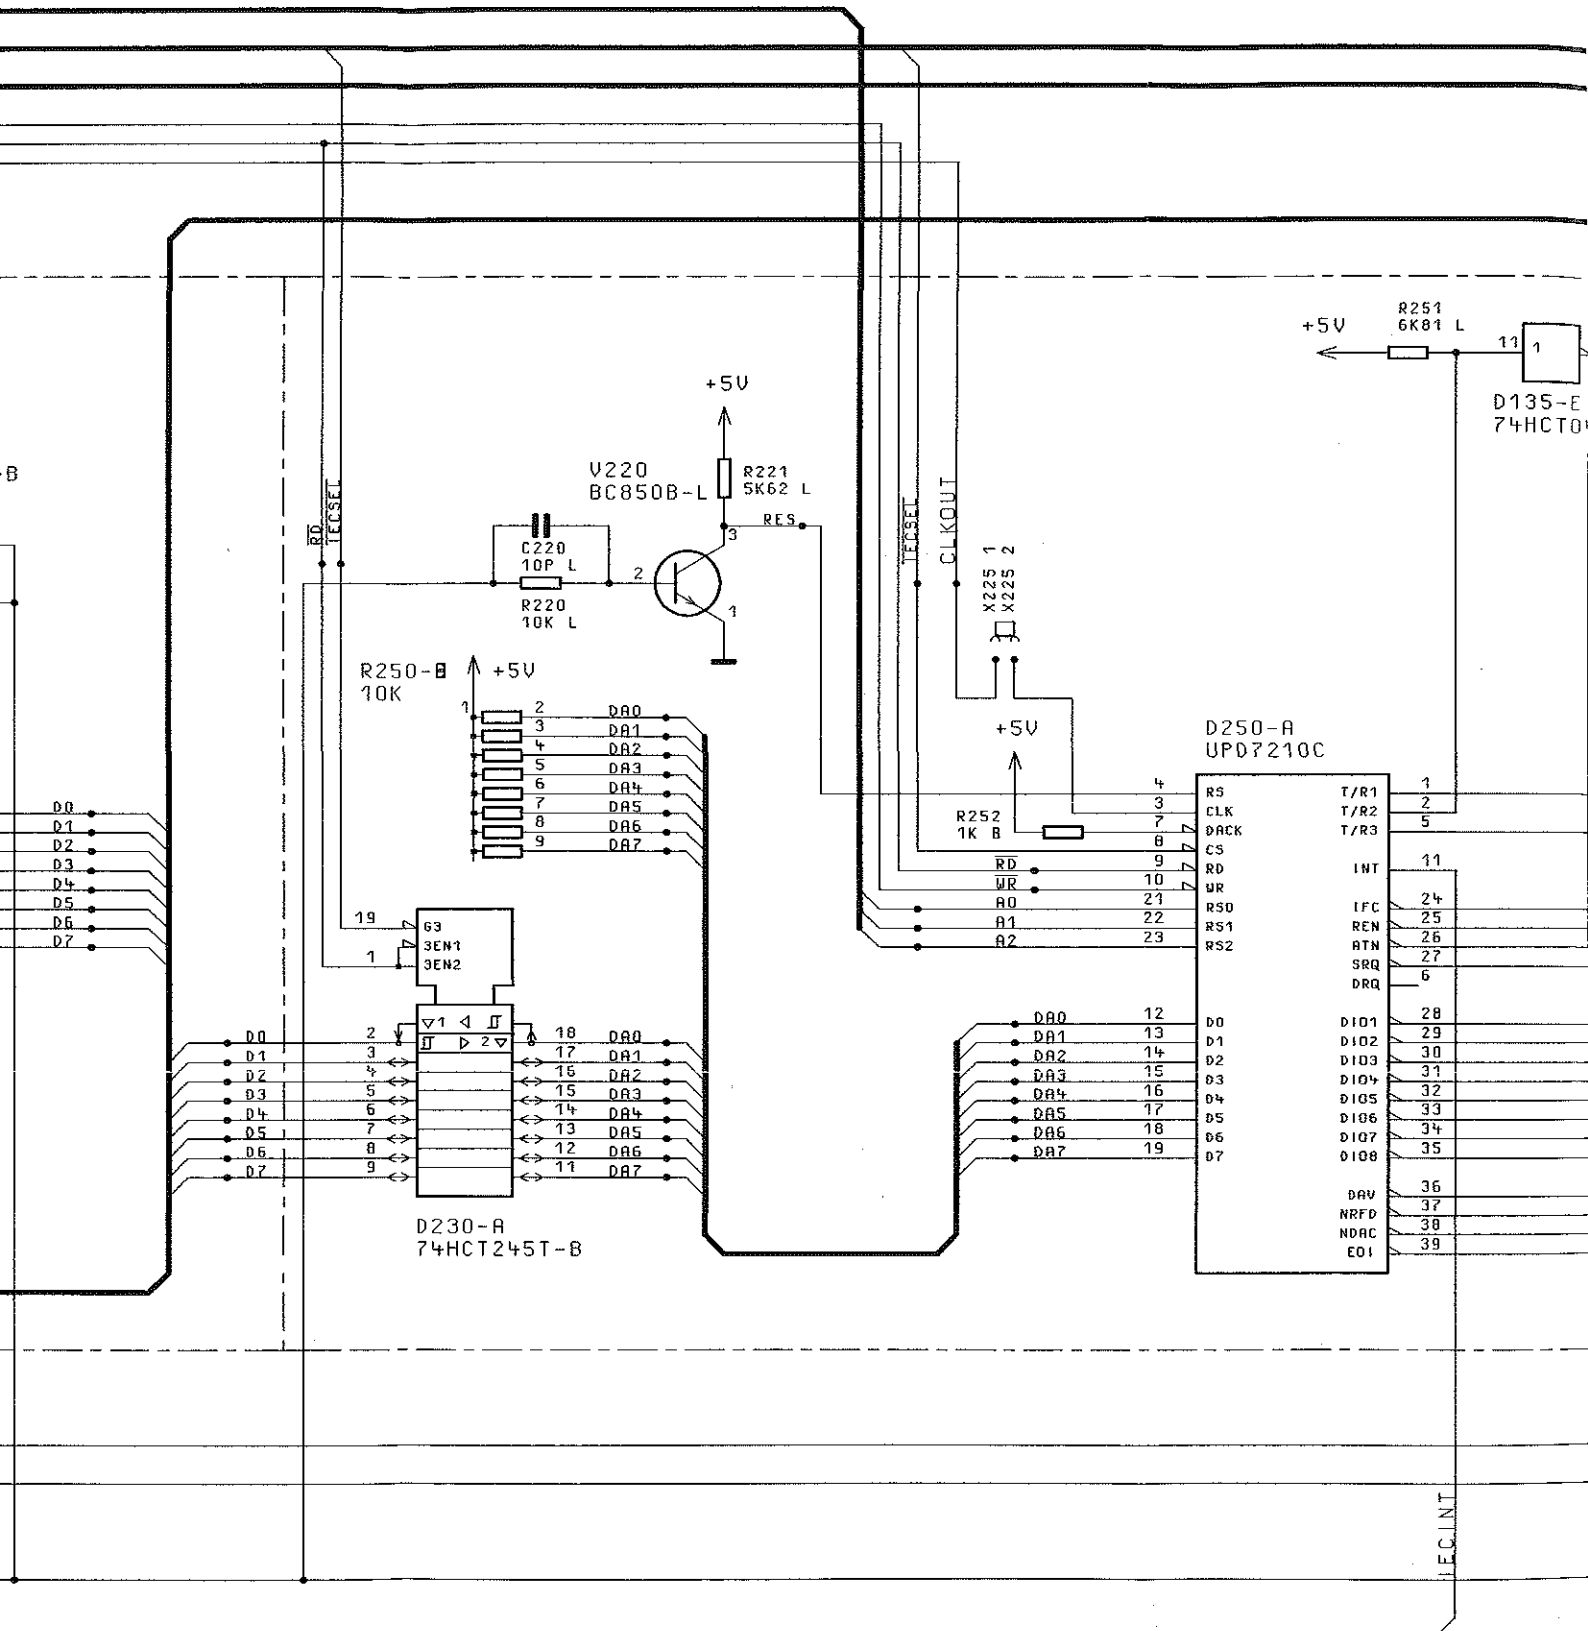 R251
6K81 L
+5V
11
1
D135-E
+5V
-B
V220
BC850B-L
R221
5K62 L
RES
3
2
1
C220
10P L
R220
10K L
RD
IECSEL
IECSEL
CLKOUT
X225 1
X225 2
R250-B
10K
+5V
1
2 DA0
3 DA1
4 DA2
5 DA3
6 DA4
7 DA5
8 DA6
9 DA7
+5V
R252
1K B
D250-A
UPD7210C
4 RS
3 CLK
7 DACK
8 CS
RD 9 RD
WR 10 WR
A0 21 RS0
A1 22 RS1
A2 23 RS2
T/R1 1
T/R2 2
T/R3 5
INT 11
IFC 24
REN 25
ATN 26
SRQ 27
DRQ 6
D0
D1
D2
D3
D4
D5
D6
D7
19 G3
3EN1
1 3EN2
1
2
D0 2
D1 3
D2 4
D3 5
D4 6
D5 7
D6 8
D7 9
18 DA0
17 DA1
16 DA2
15 DA3
14 DA4
13 DA5
12 DA6
11 DA7
D230-A
74HCT245T-B
DA0 12 D0
DA1 13 D1
DA2 14 D2
DA3 15 D3
DA4 16 D4
DA5 17 D5
DA6 18 D6
DA7 19 D7
DIO1 28
DIO2 29
DIO3 30
DIO4 31
DIO5 32
DIO6 33
DIO7 34
DIO8 35
DAV 36
NRFD 37
NDAC 38
EOI 39
IECINT